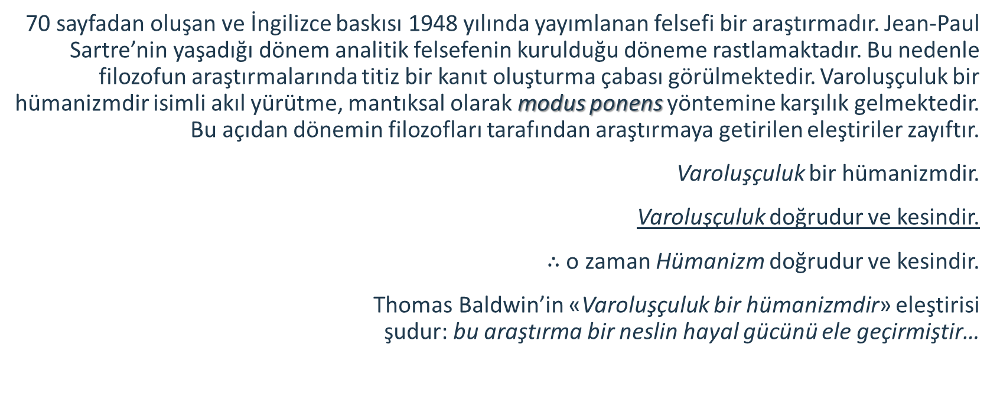 70 sayfadan oluşan ve İngilizce baskısı 1948 yılında yayımlanan felsefi bir araştırmadır. Jean-Paul
Sartre’nin yaşadığı dönem analitik felsefenin kurulduğu döneme rastlamaktadır. Bu nedenle
filozofun araştırmalarında titiz bir kanıt oluşturma çabası görülmektedir. Varoluşçuluk bir
hümanizmdir isimli akıl yürütme, mantıksal olarak modus ponens yöntemine karşılık gelmektedir.
Bu açıdan dönemin filozofları tarafından araştırmaya getirilen eleştiriler zayıftır.
Varoluşçuluk bir hümanizmdir.
Varoluşçuluk doğrudur ve kesindir.
∴ o zaman Hümanizm doğrudur ve kesindir.
Thomas Baldwin’in «Varoluşçuluk bir hümanizmdir» eleştirisi
şudur: bu araştırma bir neslin hayal gücünü ele geçirmiştir…